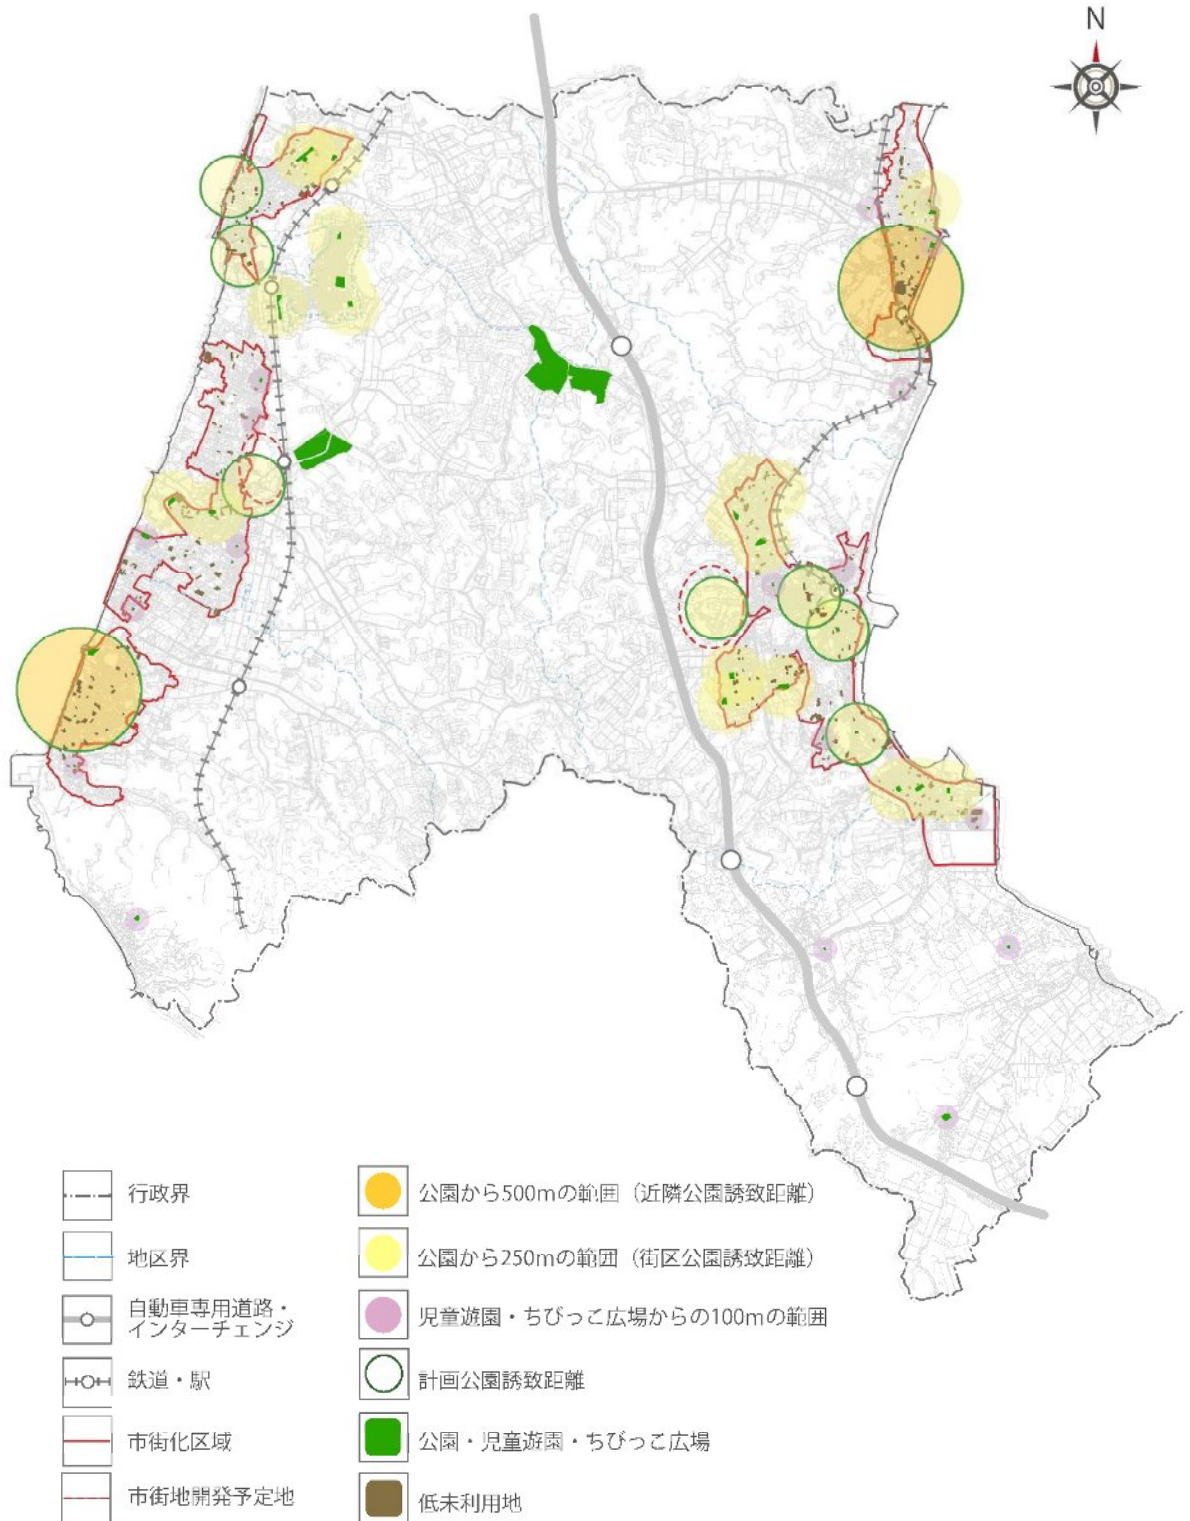 N
行政界
地区界
自動車専用道路・
インターチェンジ
鉄道・駅
市街化区域
市街地開発予定地
公園から500mの範囲（近隣公園誘致距離）
公園から250mの範囲（街区公園誘致距離）
児童遊園・ちびっこ広場からの100mの範囲
計画公園誘致距離
公園・児童遊園・ちびっこ広場
低未利用地